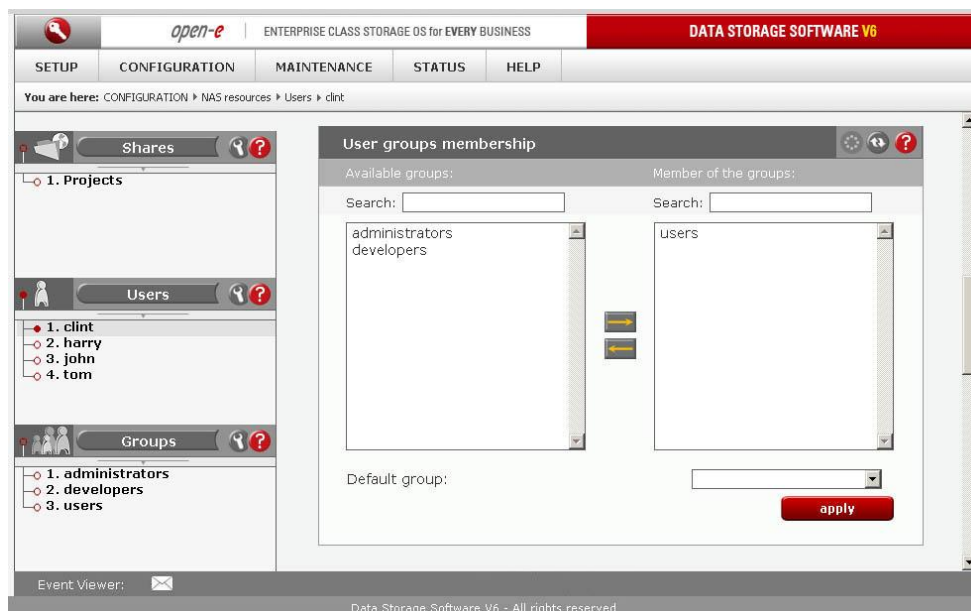 open-e ENTERPRISE CLASS STORAGE OS for EVERY BUSINESS DATA STORAGE SOFTWARE V6
SETUP CONFIGURATION MAINTENANCE STATUS HELP
You are here: CONFIGURATION NAS resources Users clint
Shares
1. Projects
Users
1. clint
2. harry
3. john
4. tom
Groups
1. administrators
2. developers
3. users
User groups membership
Available groups: Member of the groups:
Search: Search:
administrators users
developers
Default group:
apply
Event Viewer:
Data Storage Software V6 - All rights reserved